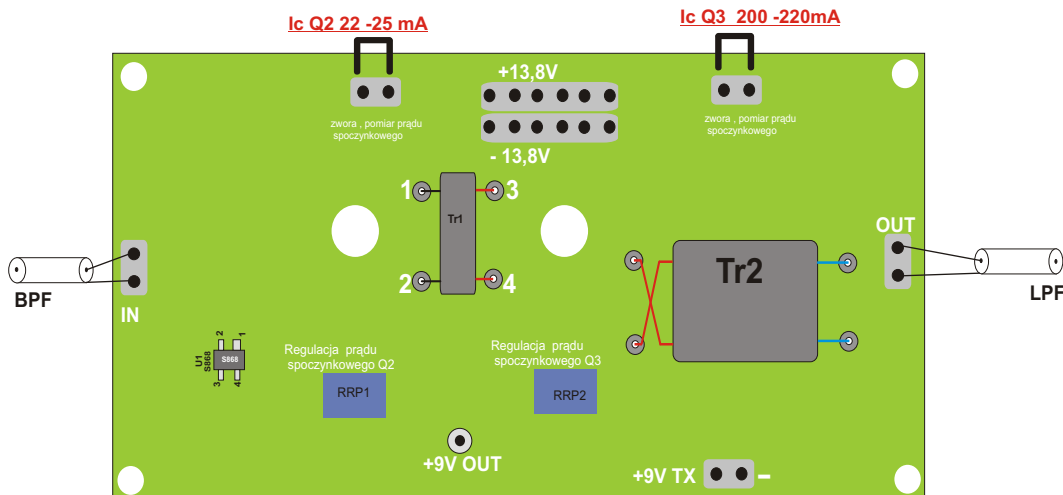 Ic Q2 22 -25 mA
Ic Q3 200 -220mA
+13,8V
zwora , pomiar prądu
spoczynkowego
zwora , pomiar prądu
spoczynkowego
- 13,8V
1
3
Tr1
2
4
OUT
Tr2
BPF
IN
LPF
U1
S868
2
1
S868
3
4
Regulacja prądu
spoczynkowego Q2
RRP1
Regulacja prądu
spoczynkowego Q3
RRP2
+9V OUT
+9V TX
–